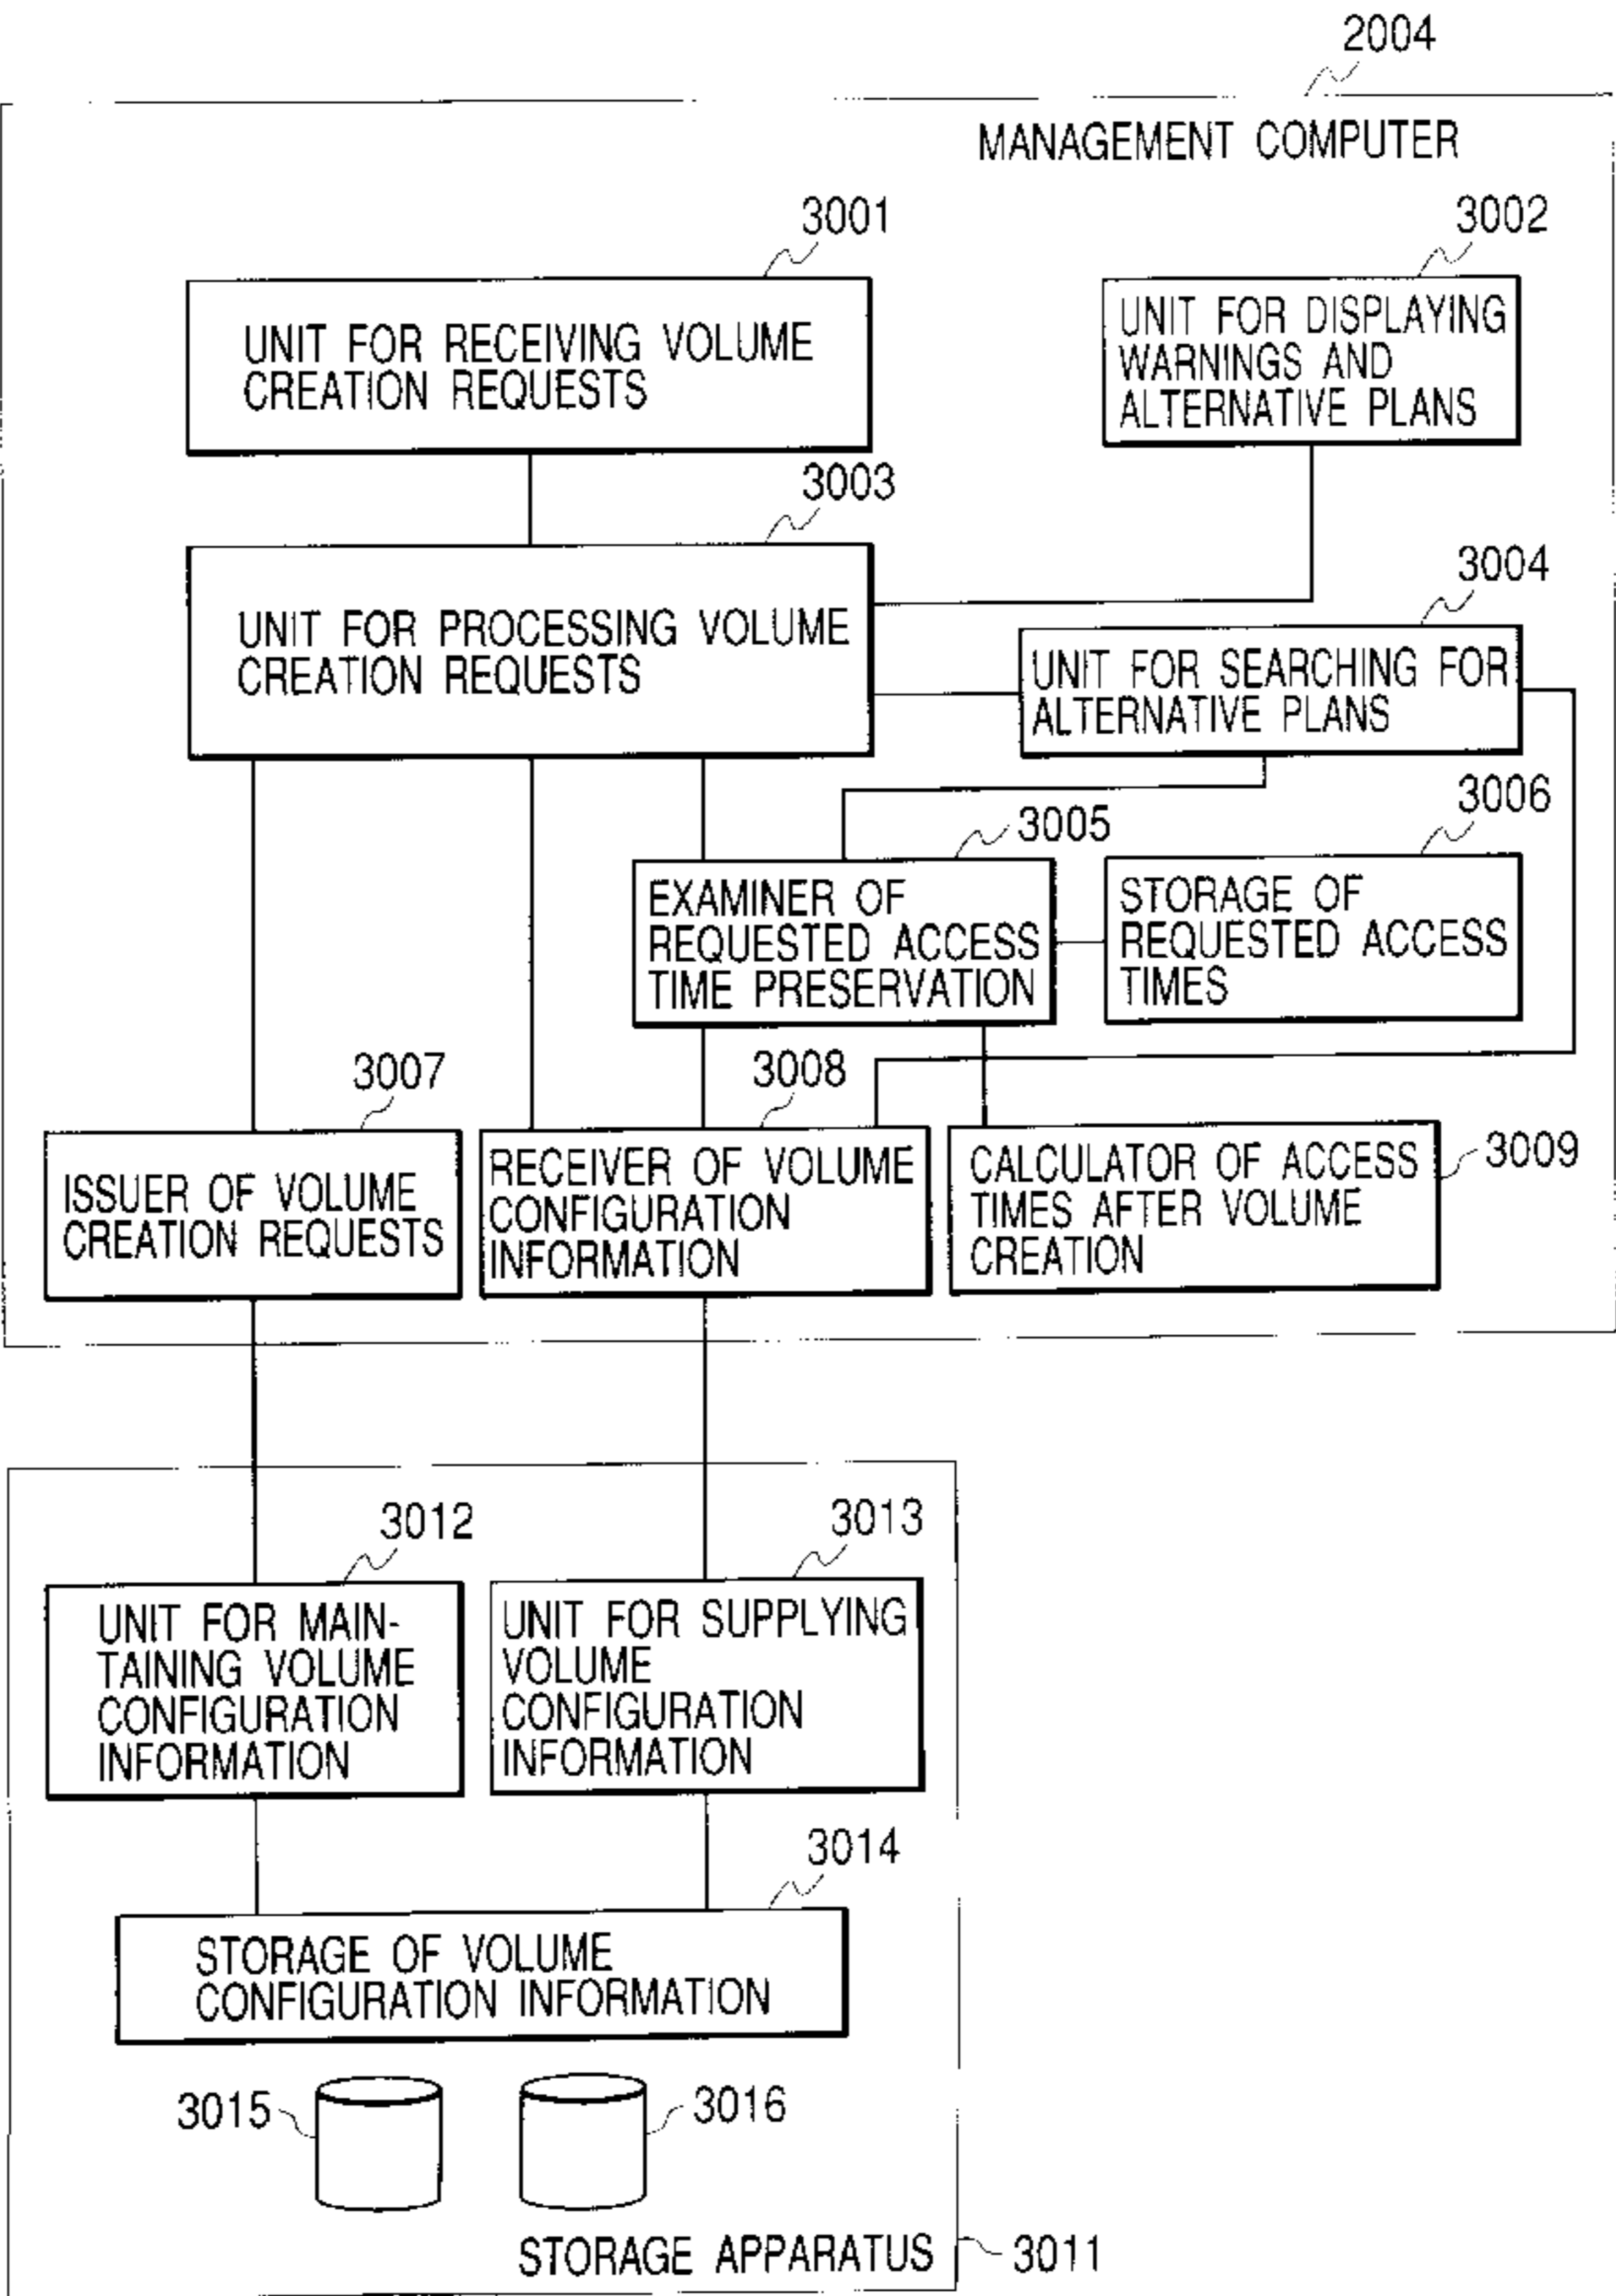 2004
MANAGEMENT COMPUTER
3001
3002
UNIT FOR RECEIVING VOLUME
CREATION REQUESTS
UNIT FOR DISPLAYING
WARNINGS AND
ALTERNATIVE PLANS
3003
UNIT FOR PROCESSING VOLUME
CREATION REQUESTS
3004
UNIT FOR SEARCHING FOR
ALTERNATIVE PLANS
3005
3006
EXAMINER OF
REQUESTED ACCESS
TIME PRESERVATION
STORAGE OF
REQUESTED ACCESS
TIMES
3007
3008
ISSUER OF VOLUME
CREATION REQUESTS
RECEIVER OF VOLUME
CONFIGURATION
INFORMATION
CALCULATOR OF ACCESS
TIMES AFTER VOLUME
CREATION
3009
3012
3013
UNIT FOR MAIN-
TAINING VOLUME
CONFIGURATION
INFORMATION
UNIT FOR SUPPLYING
VOLUME
CONFIGURATION
INFORMATION
3014
STORAGE OF VOLUME
CONFIGURATION INFORMATION
3015
3016
STORAGE APPARATUS
3011